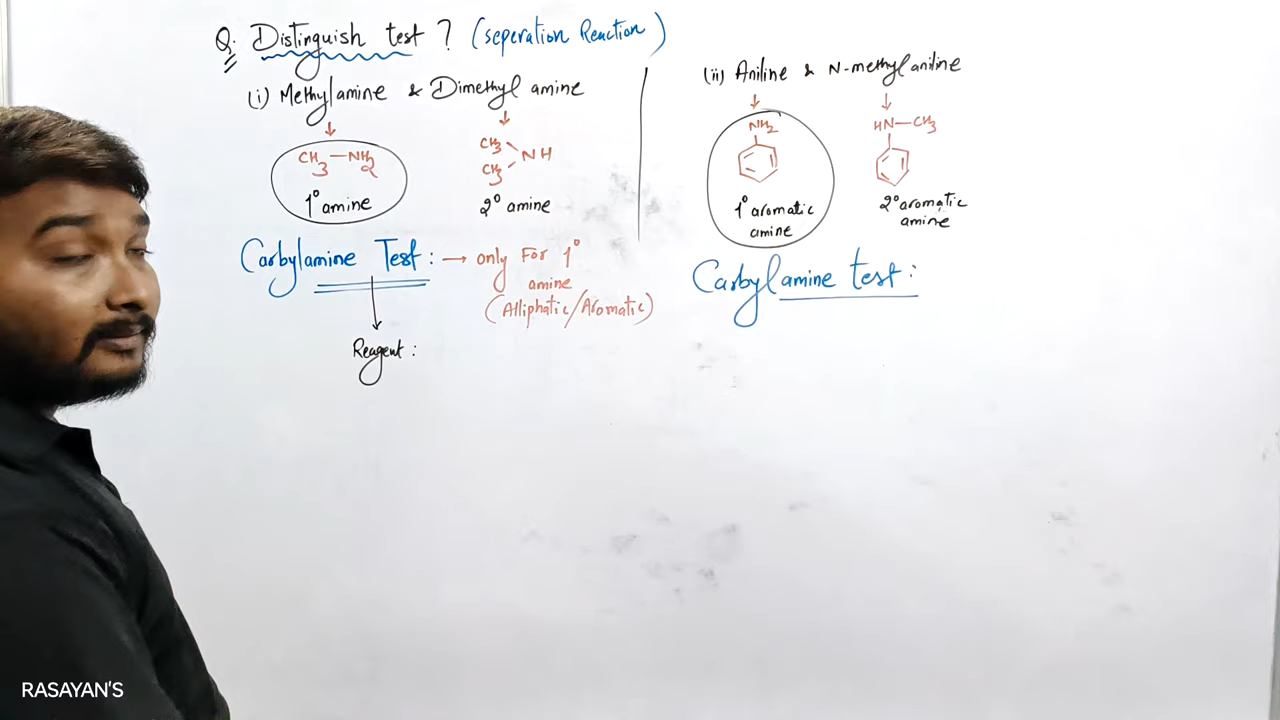 Q. Distinguish test ? (seperation Reaction)
(i) Methylamine & Dimethyl amine
CH3—NH2
1° amine
CH3
CH3
NH
2° amine
Carbylamine Test : → only For 1°
amine
(Alliphatic/Aromatic)
Reagent :
(ii) Aniline & N-methylaniline
NH2
1° aromatic
amine
HN—CH3
2° aromatic
amine
Carbylamine test :
RASAYAN'S